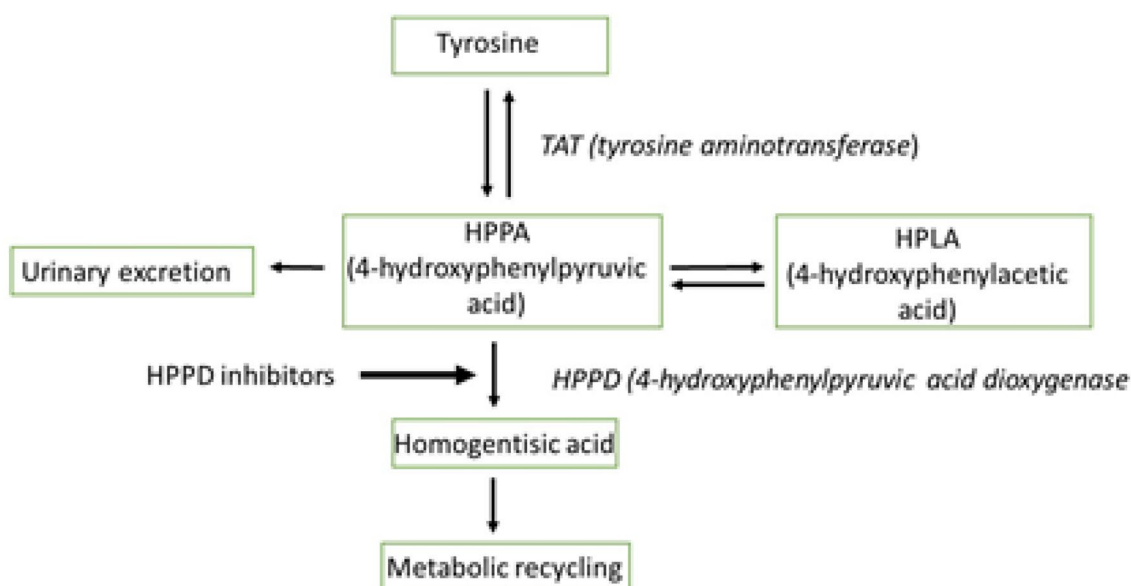 Tyrosine
TAT (tyrosine aminotransferase)
HPPA
(4-hydroxyphenylpyruvic
acid)
HPLA
(4-hydroxyphenylacetic
acid)
Urinary excretion
HPPD inhibitors
HPPD (4-hydroxyphenylpyruvic acid dioxygenase
Homogentisic acid
Metabolic recycling